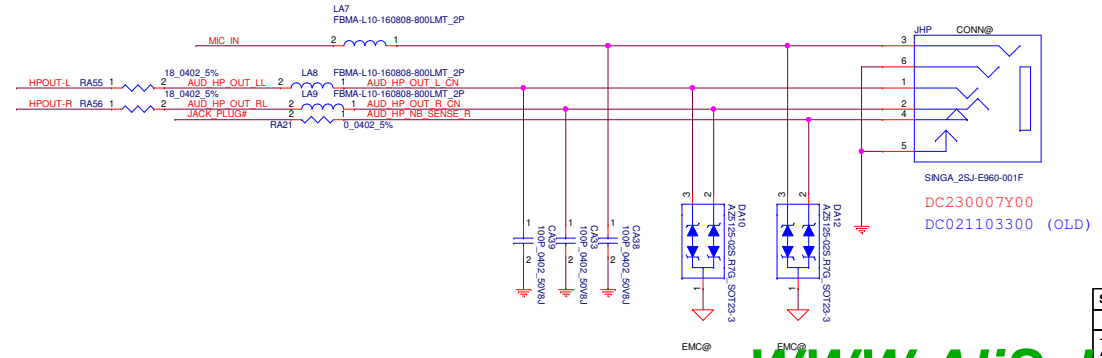 LA7
FBMA-L10-160808-800LMT_2P
MIC_IN 2 1
JHP CONN@
3
6
1
2
4
5
HPOUT-L RA55 1 2 18_0402_5% AUD_HP_OUT_LL 2 LA8 1 FBMA-L10-160808-800LMT_2P AUD_HP_OUT_L_CN
HPOUT-R RA56 1 2 18_0402_5% AUD_HP_OUT_RL 2 LA9 1 FBMA-L10-160808-800LMT_2P AUD_HP_OUT_R_CN
JACK_PLUG# 2 1 AUD_HP_NB_SENSE_R
RA21 0_0402_5%
SINGA_2SJ-E960-001F
DC230007Y00
DC021103300 (OLD)
1
2
CA39
100P_0402_50V8J
1
2
CA33
100P_0402_50V8J
1
2
CA38
100P_0402_50V8J
3 2
1
DA10
AZ5125-02S.R7G_SOT23-3
3 2
1
DA12
AZ5125-02S.R7G_SOT23-3
EMC@
EMC@